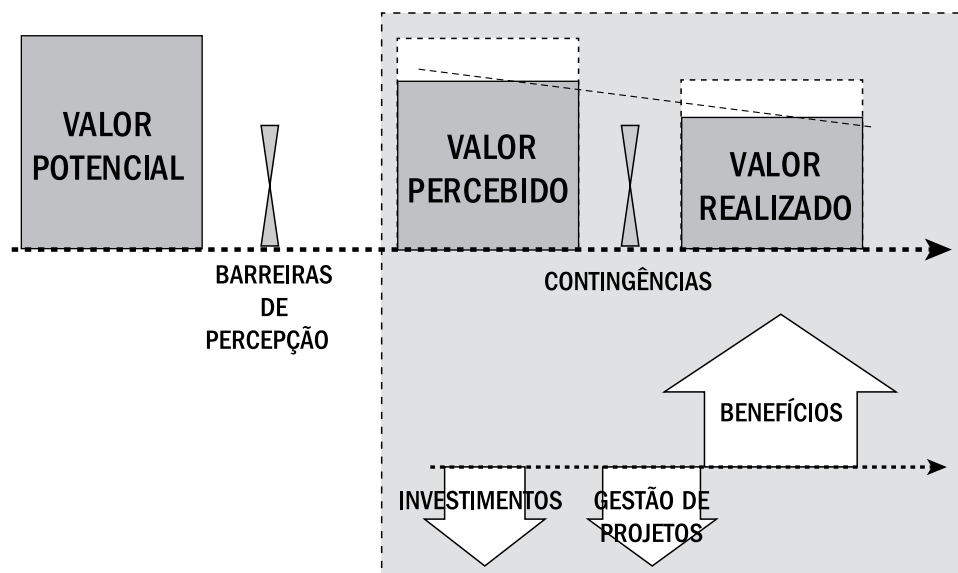 VALOR
POTENCIAL
VALOR
PERCEBIDO
VALOR
REALIZADO
BARREIRAS
DE
PERCEPÇÃO
CONTINGÊNCIAS
BENEFÍCIOS
INVESTIMENTOS
GESTÃO DE
PROJETOS